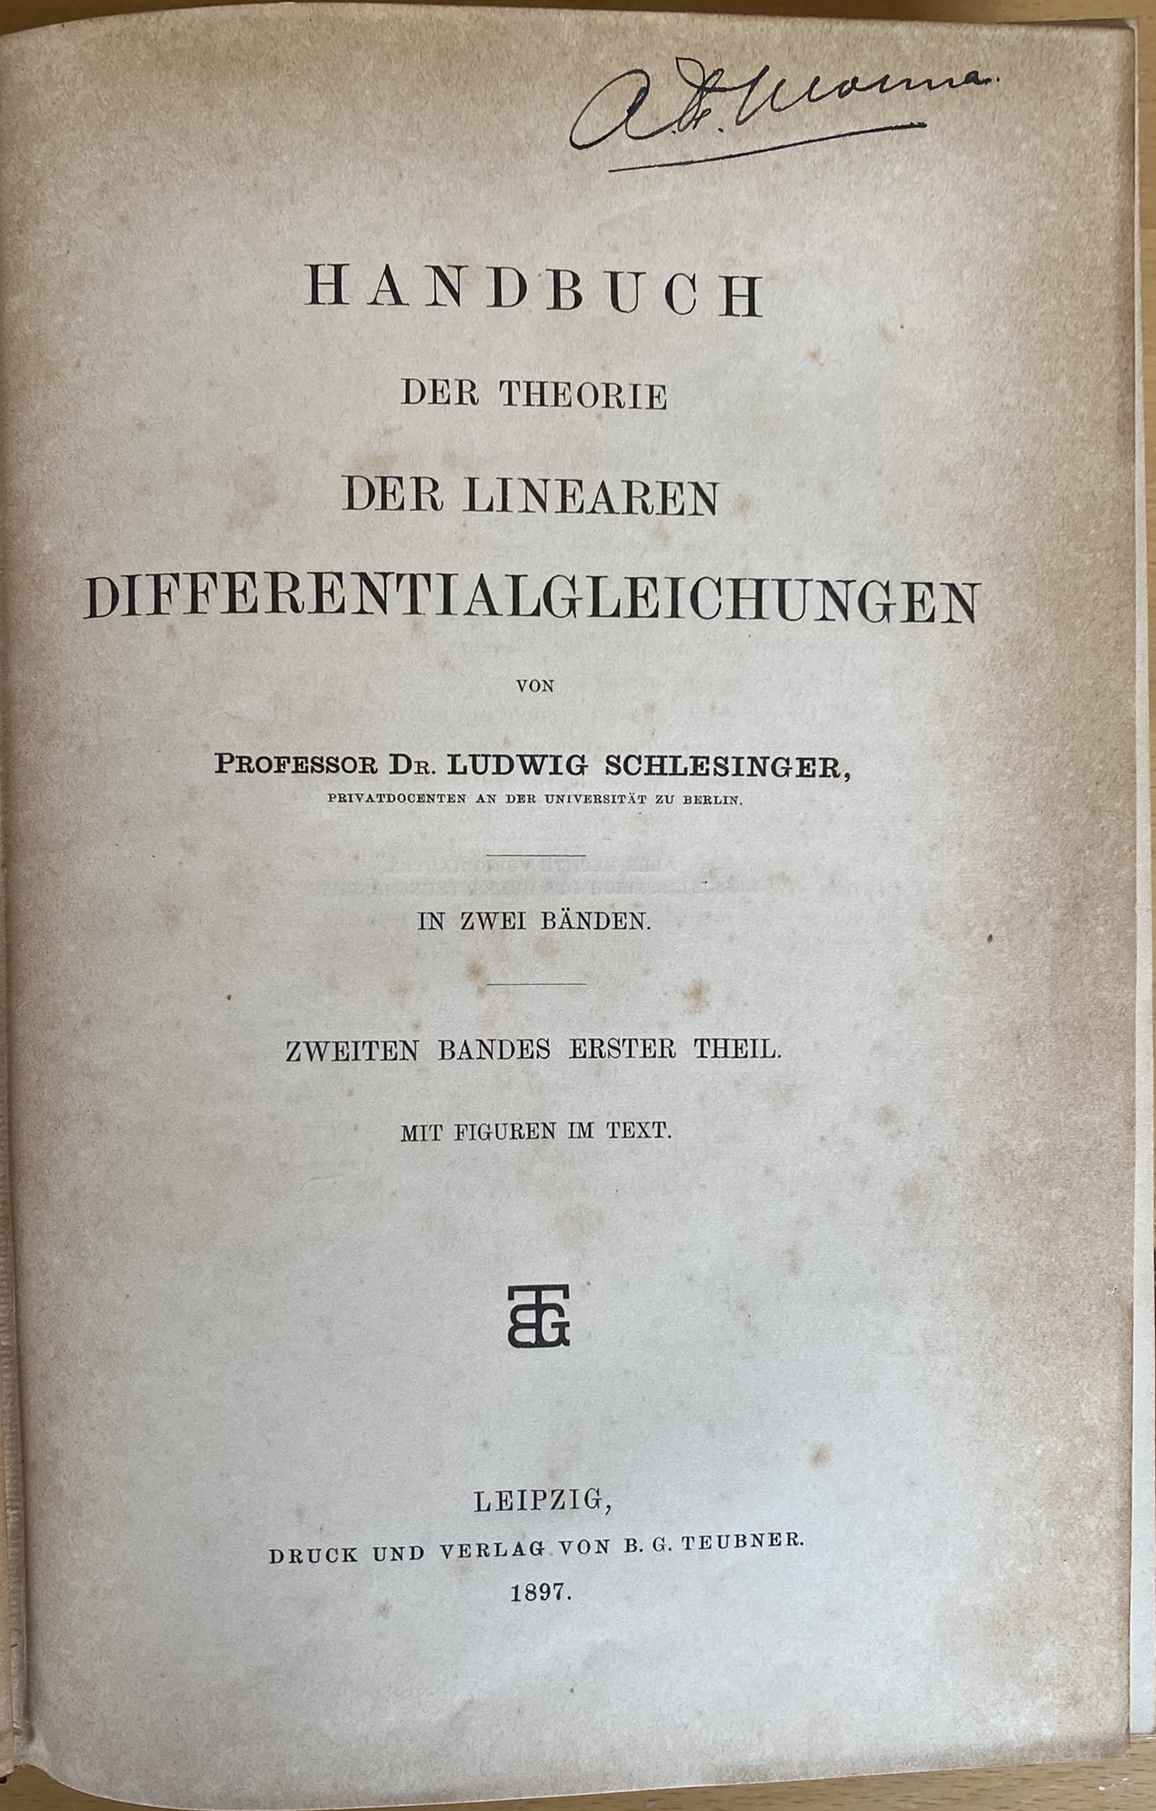 HANDBUCH
DER THEORIE
DER LINEAREN
DIFFERENTIALGLEICHUNGEN
VON
PROFESSOR DR. LUDWIG SCHLESINGER,
PRIVATDOCENTEN AN DER UNIVERSITÄT ZU BERLIN.
IN ZWEI BÄNDEN.
ZWEITEN BANDES ERSTER THEIL.
MIT FIGUREN IM TEXT.
BTG
LEIPZIG,
DRUCK UND VERLAG VON B. G. TEUBNER.
1897.